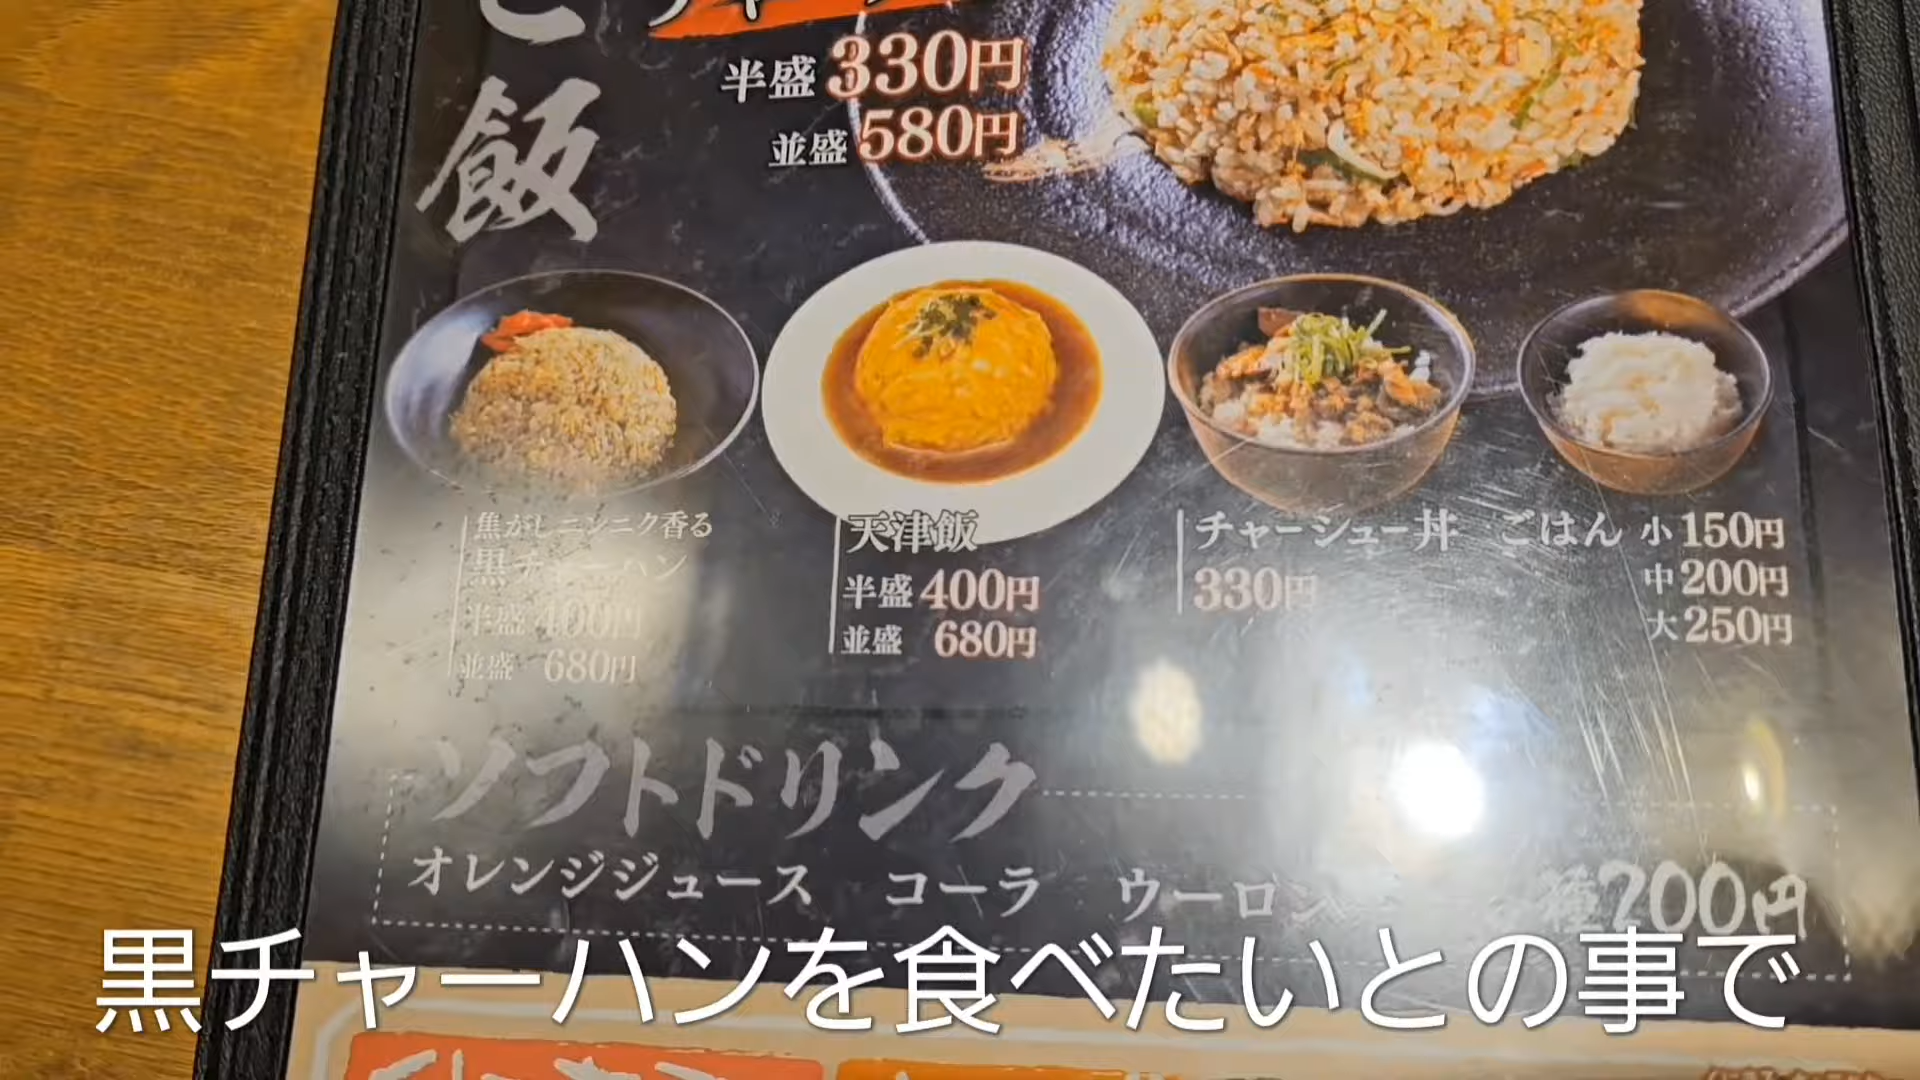 半盛 330円
並盛 580円
飯
焦がしニンニク香る
黒チャーハン
半盛 400円
並盛 680円
天津飯
半盛 400円
並盛 680円
チャーシュー丼
330円
ごはん 小 150円
中 200円
大 250円
ソフトドリンク
オレンジジュース コーラ ウーロン
200円
黒チャーハンを食べたいとの事で